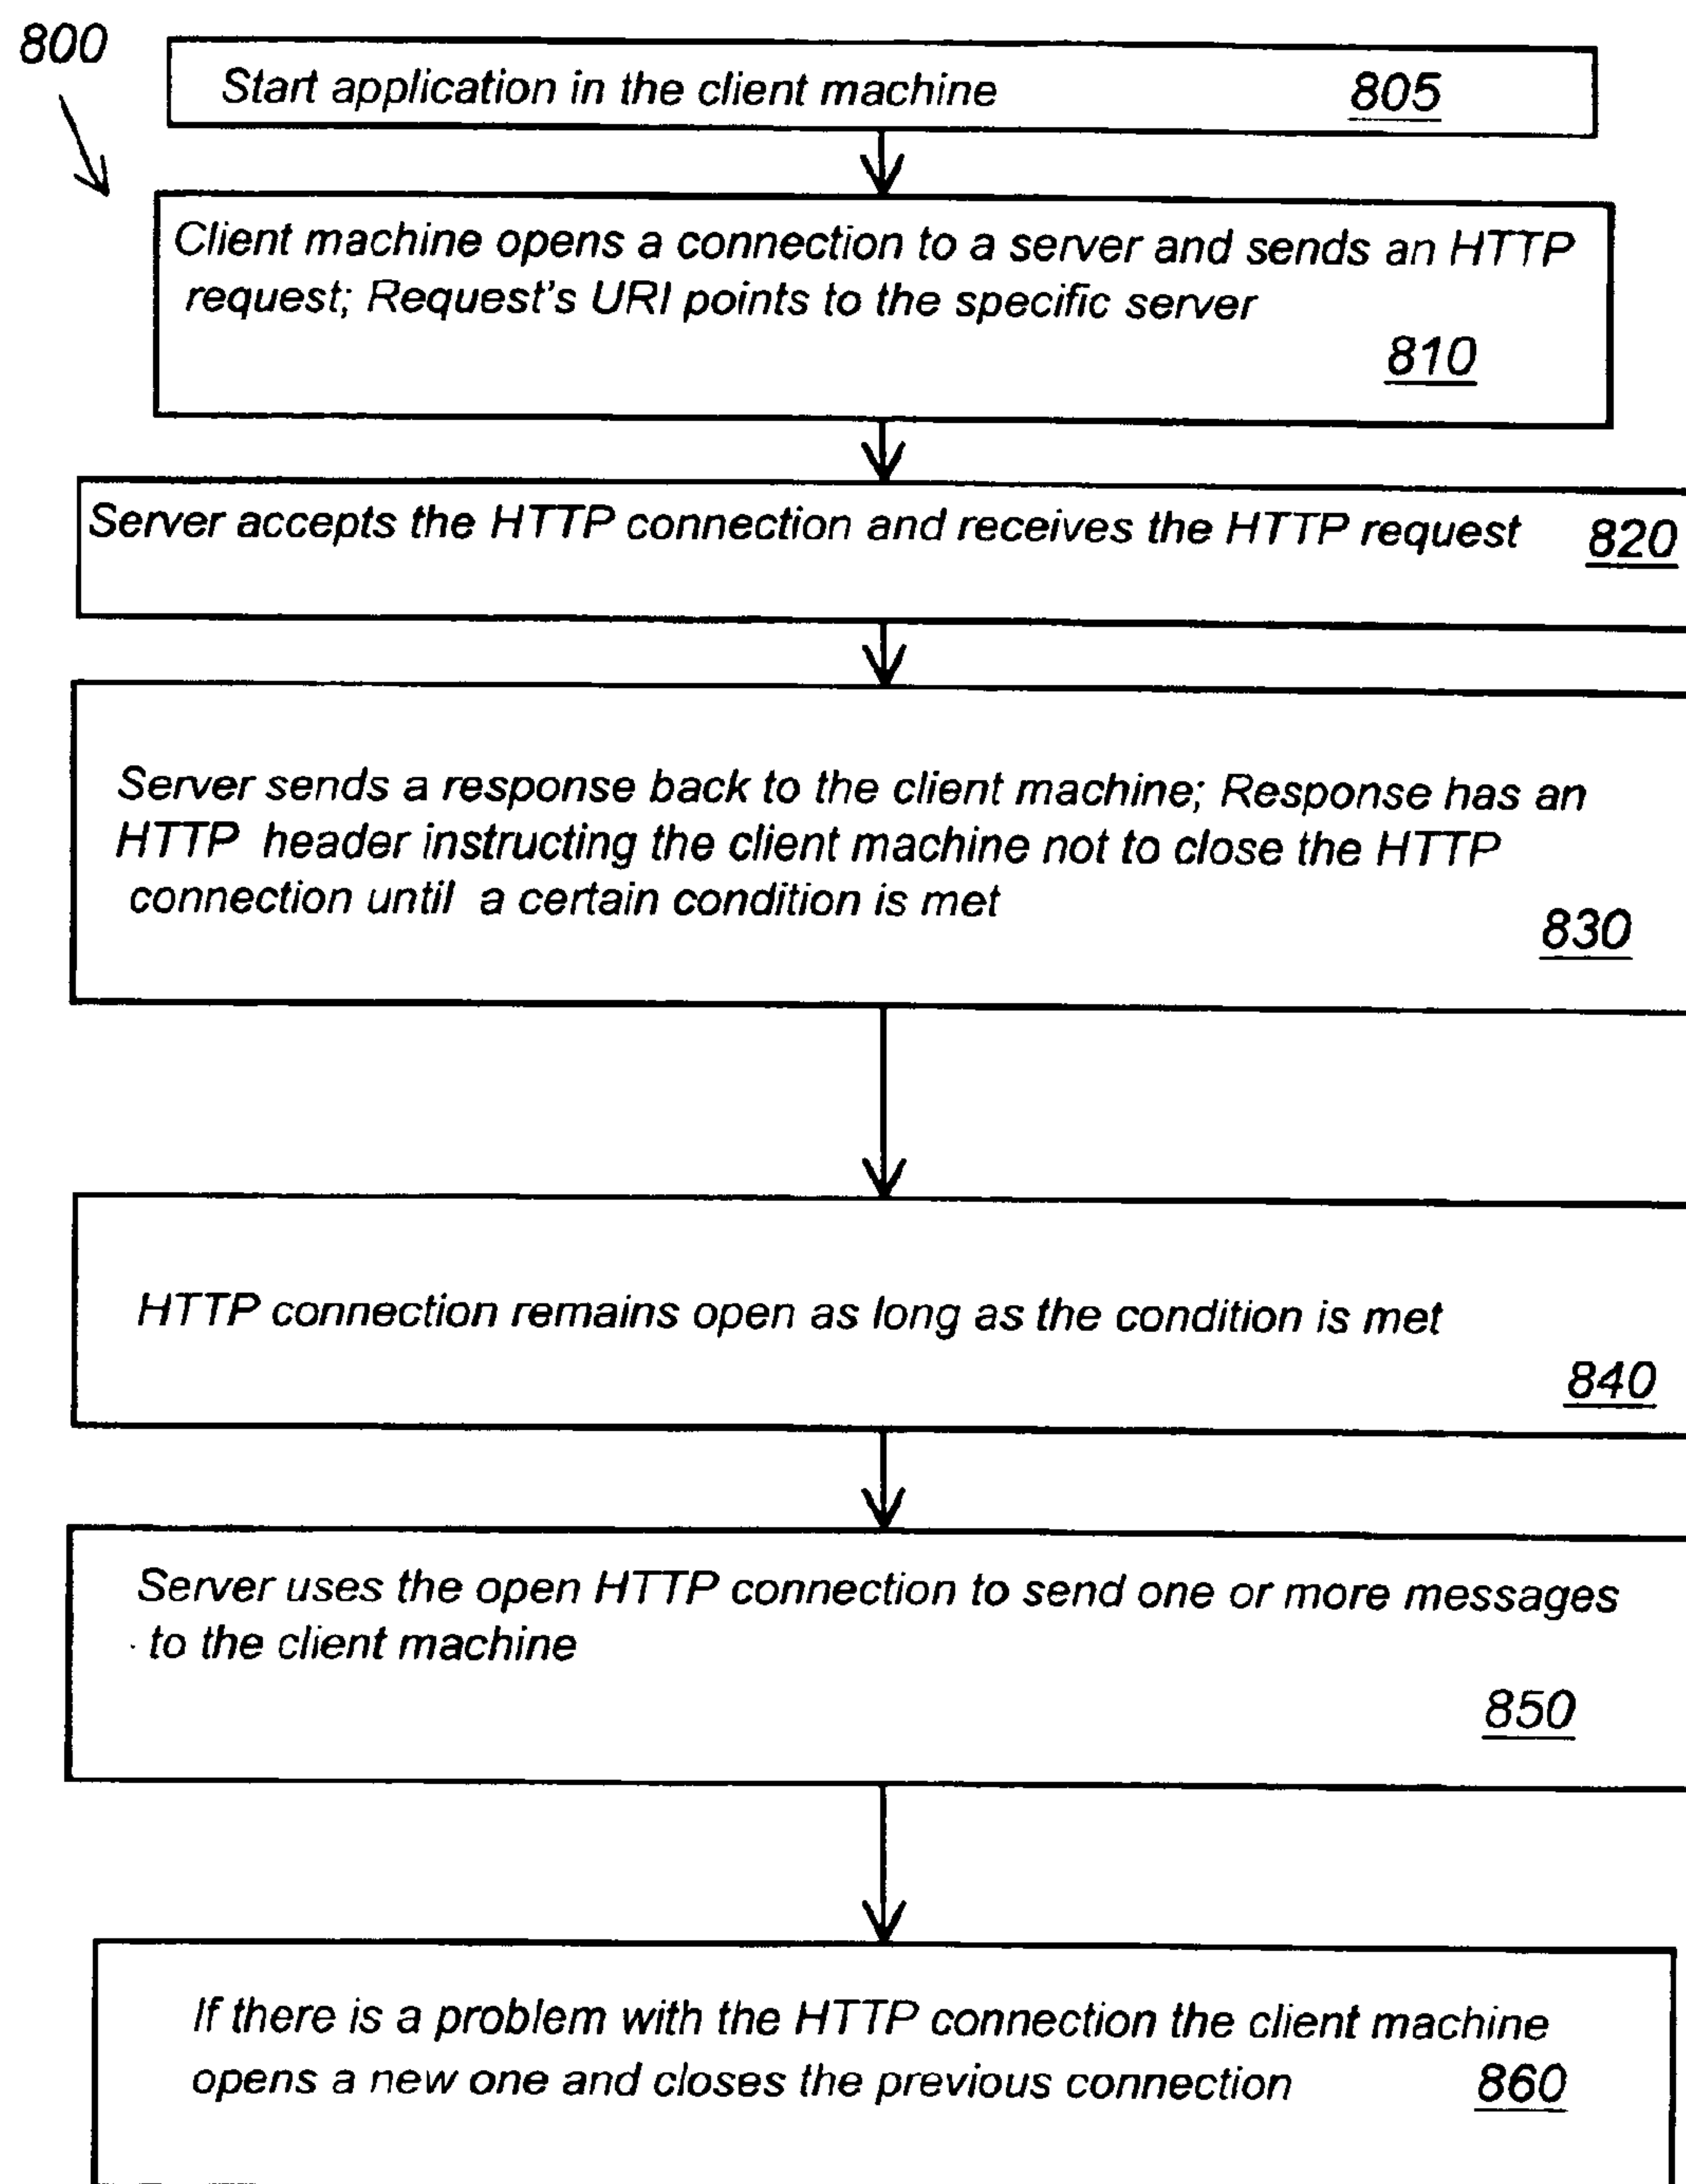 800
Start application in the client machine 805
Client machine opens a connection to a server and sends an HTTP
request; Request's URI points to the specific server
810
Server accepts the HTTP connection and receives the HTTP request 820
Server sends a response back to the client machine; Response has an
HTTP header instructing the client machine not to close the HTTP
connection until a certain condition is met
830
HTTP connection remains open as long as the condition is met
840
Server uses the open HTTP connection to send one or more messages
to the client machine
850
If there is a problem with the HTTP connection the client machine
opens a new one and closes the previous connection 860